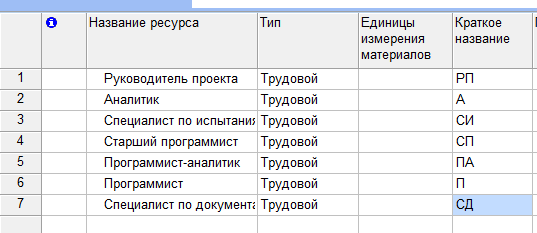 Название ресурса Тип Единицы измерения материалов Краткое название
1 Руководитель проекта Трудовой РП
2 Аналитик Трудовой А
3 Специалист по испытания Трудовой СИ
4 Старший программист Трудовой СП
5 Программист-аналитик Трудовой ПА
6 Программист Трудовой П
7 Специалист по документа Трудовой СД